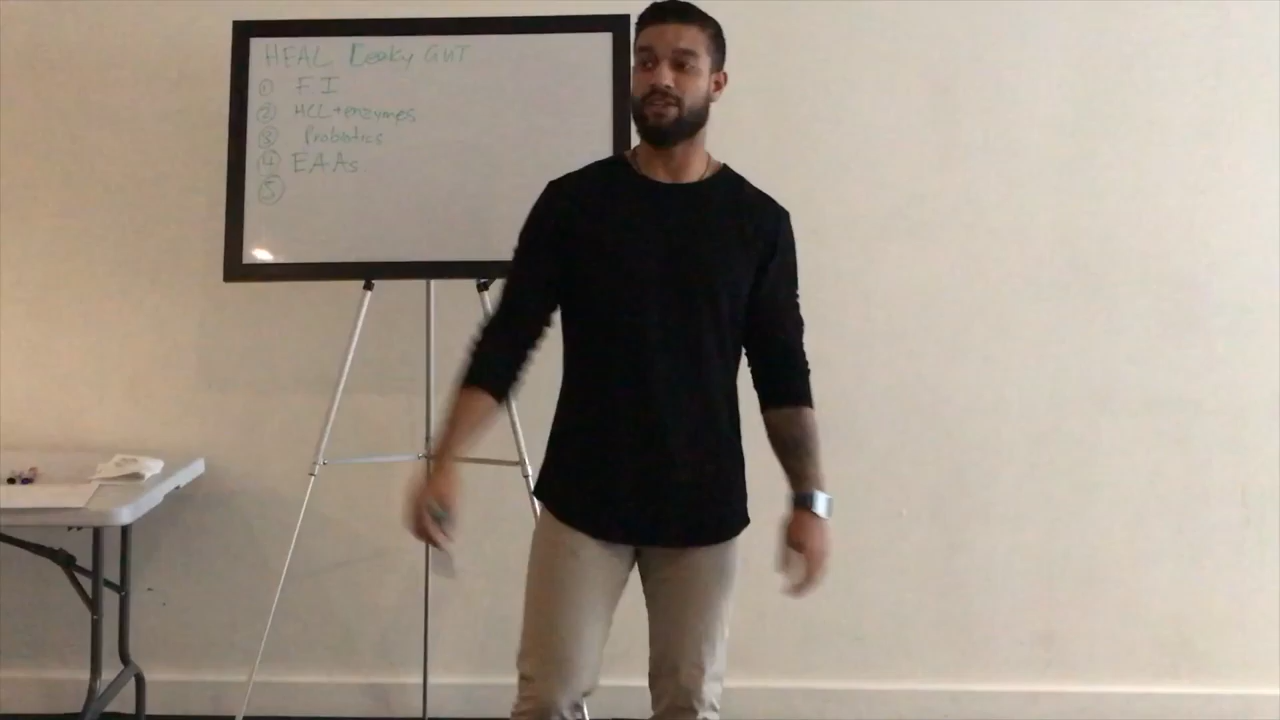 HEAL Leaky GUT
① F.I
② HCL + enzymes
③ Probiotics
④ EAAs
⑤